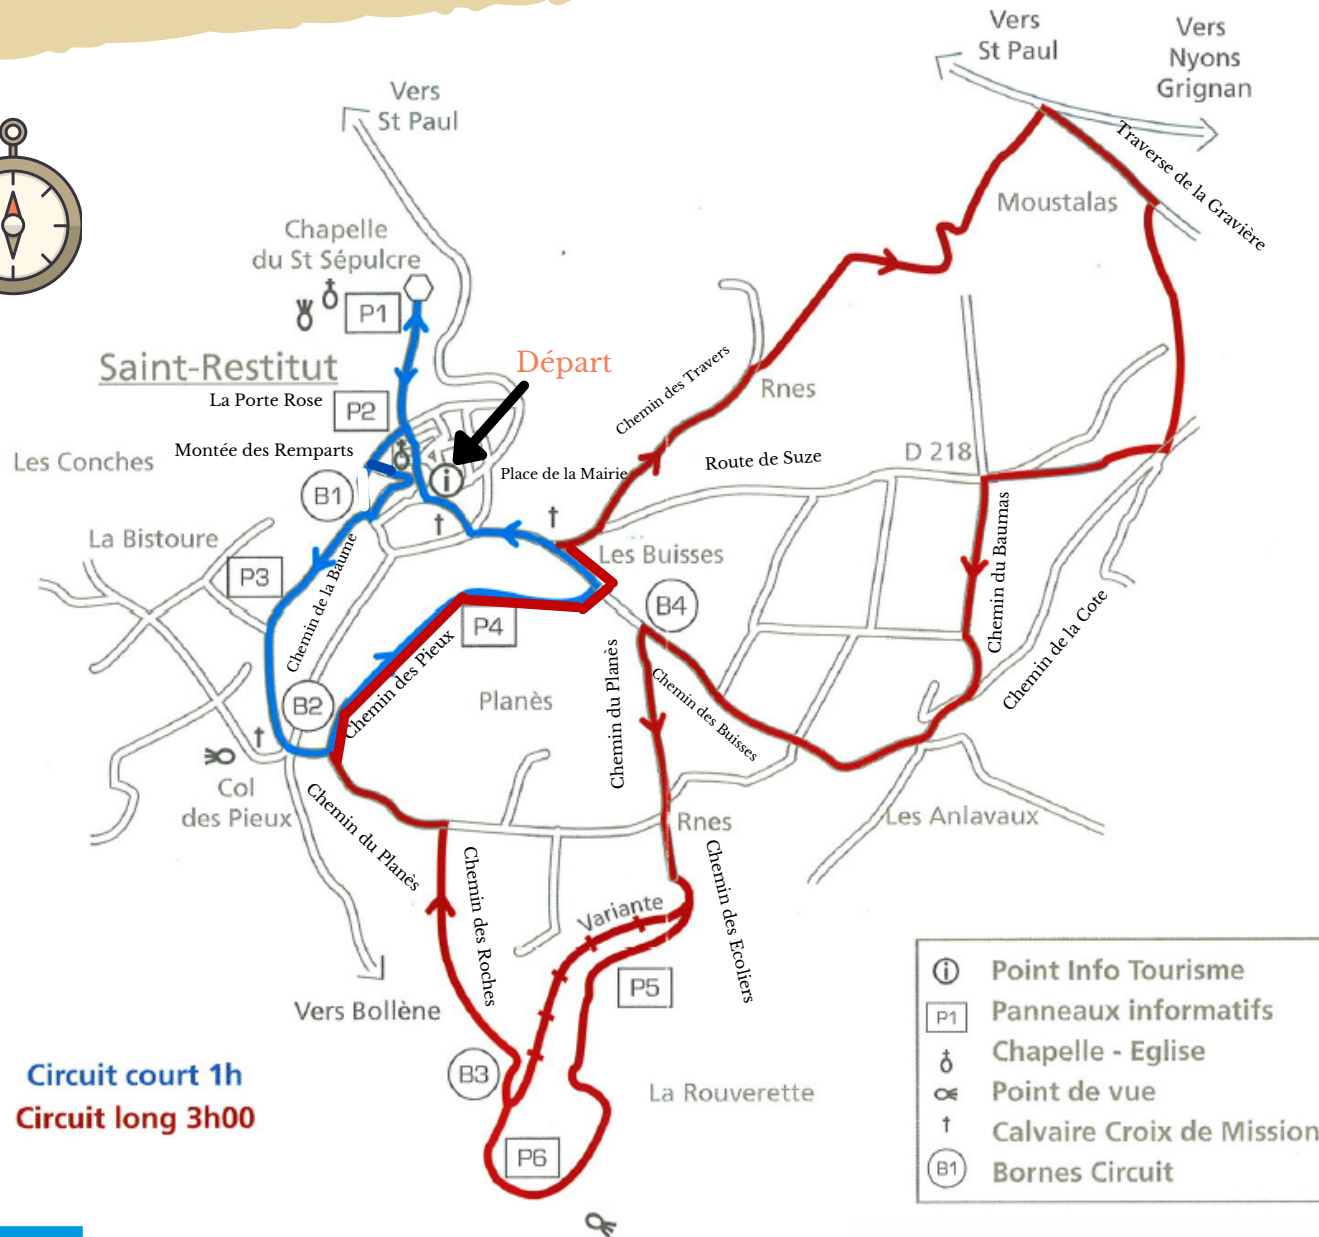 Vers
St Paul
Vers
Nyons
Grignan
Traverse de la Gravière
Moustalas
Vers
St Paul
Chapelle
du St Sépulcre
P1
Saint-Restitut
La Porte Rose
P2
Départ
Montée des Remparts
Les Conches
B1
i
Place de la Mairie
Chemin des Travers
Rnes
Route de Suze
D 218
La Bistoure
P3
Chemin de la Baume
Les Buisses
B4
Chemin du Baumas
Chemin de la Cote
P4
Chemin des Pieux
B2
Planès
Chemin du Planès
Chemin des Buisses
Col
des Pieux
Chemin du Planès
Rnes
Les Anlavaux
Chemin des Roches
Variante
Chemin des Ecoliers
P5
Vers Bollène
B3
La Rouverette
P6
Circuit court 1h
Circuit long 3h00
i Point Info Tourisme
P1 Panneaux informatifs
Chapelle - Eglise
Point de vue
Calvaire Croix de Mission
B1 Bornes Circuit